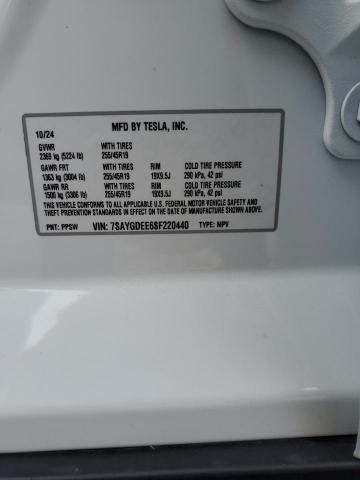 10/24 MFD BY TESLA, INC.
GVWR WITH TIRES
2369 kg (5224 lb) 255/45R19
GAWR FRT WITH TIRES RIM COLD TIRE PRESSURE
1363 kg (3004 lb) 255/45R19 19X9.5J 290 kPa, 42 psi
GAWR RR WITH TIRES RIM COLD TIRE PRESSURE
1500 kg (3306 lb) 255/45R19 19X9.5J 290 kPa, 42 psi
THIS VEHICLE CONFORMS TO ALL APPLICABLE U.S. FEDERAL MOTOR VEHICLE SAFETY AND
THEFT PREVENTION STANDARDS IN EFFECT ON THE DATE OF MANUFACTURE SHOWN ABOVE.
PNT: PPSW VIN: 7SAYGDEE6SF220440 TYPE: MPV